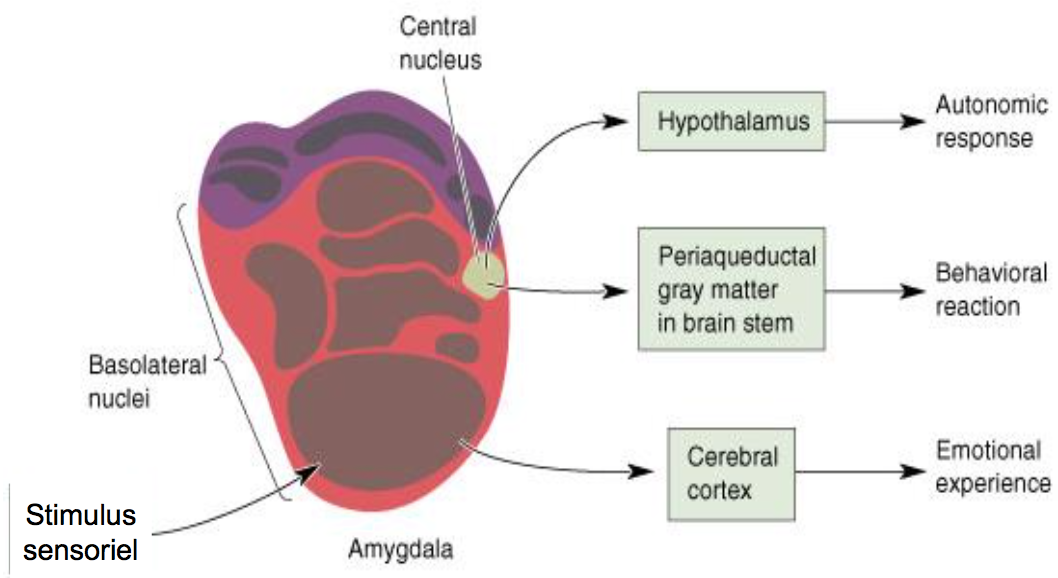 Central
nucleus
Hypothalamus
Autonomic
response
Periaqueductal
gray matter
in brain stem
Behavioral
reaction
Basolateral
nuclei
Cerebral
cortex
Emotional
experience
Stimulus
sensoriel
Amygdala